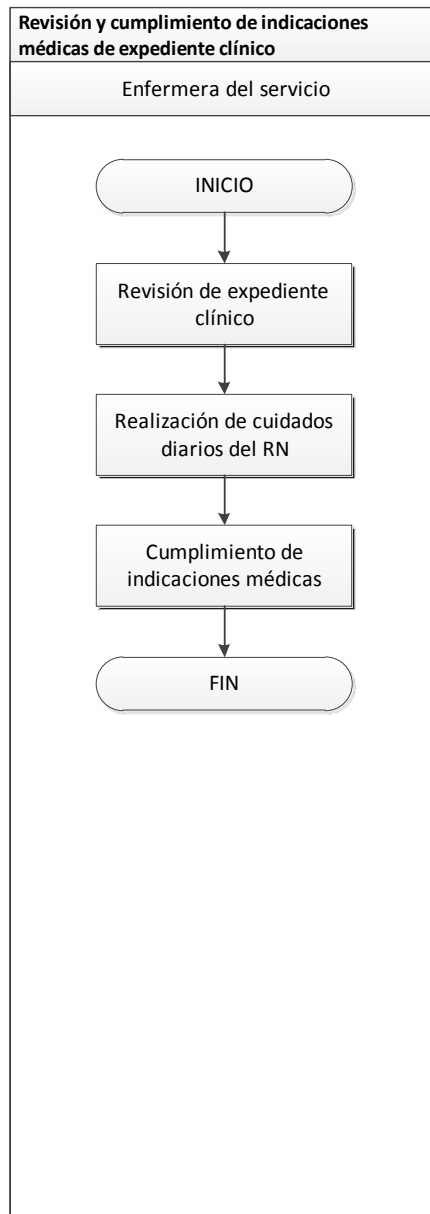 Revisión y cumplimiento de indicaciones
médicas de expediente clínico
Enfermera del servicio
INICIO
Revisión de expediente
clínico
Realización de cuidados
diarios del RN
Cumplimiento de
indicaciones médicas
FIN